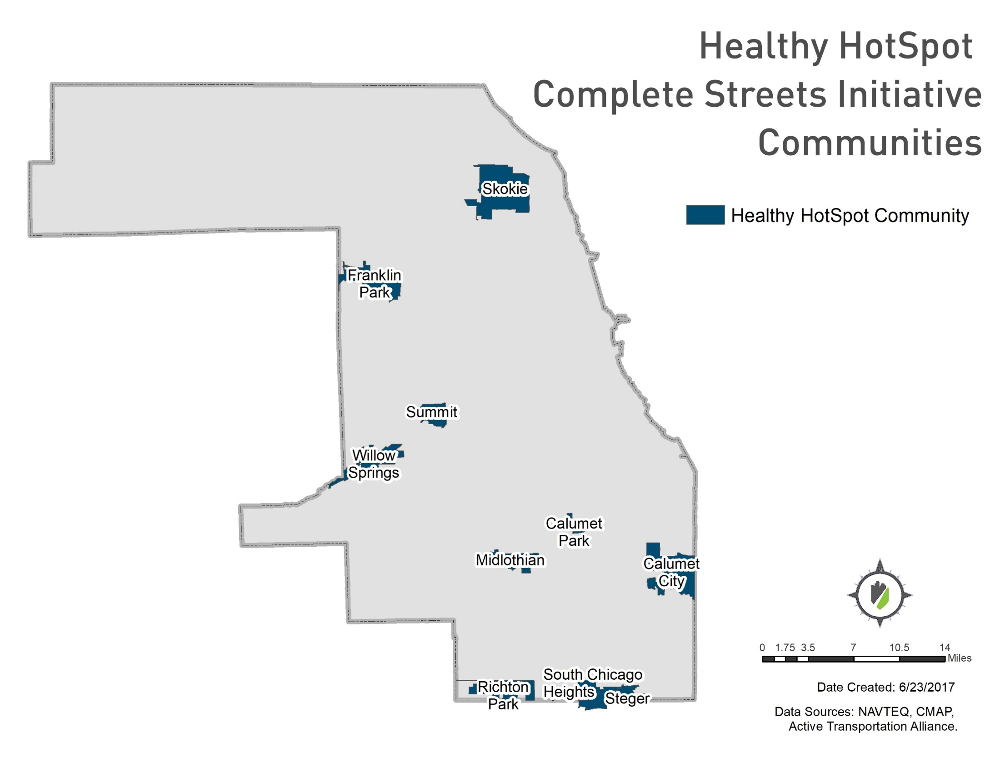 Healthy HotSpot
Complete Streets Initiative
Communities
Skokie
Healthy HotSpot Community
Franklin
Park
Summit
Willow
Springs
Calumet
Park
Midlothian
Calumet
City
N
0 1.75 3.5 7 10.5 14
Miles
South Chicago
Heights
Richton
Park
Steger
Date Created: 6/23/2017
Data Sources: NAVTEQ, CMAP,
Active Transportation Alliance.